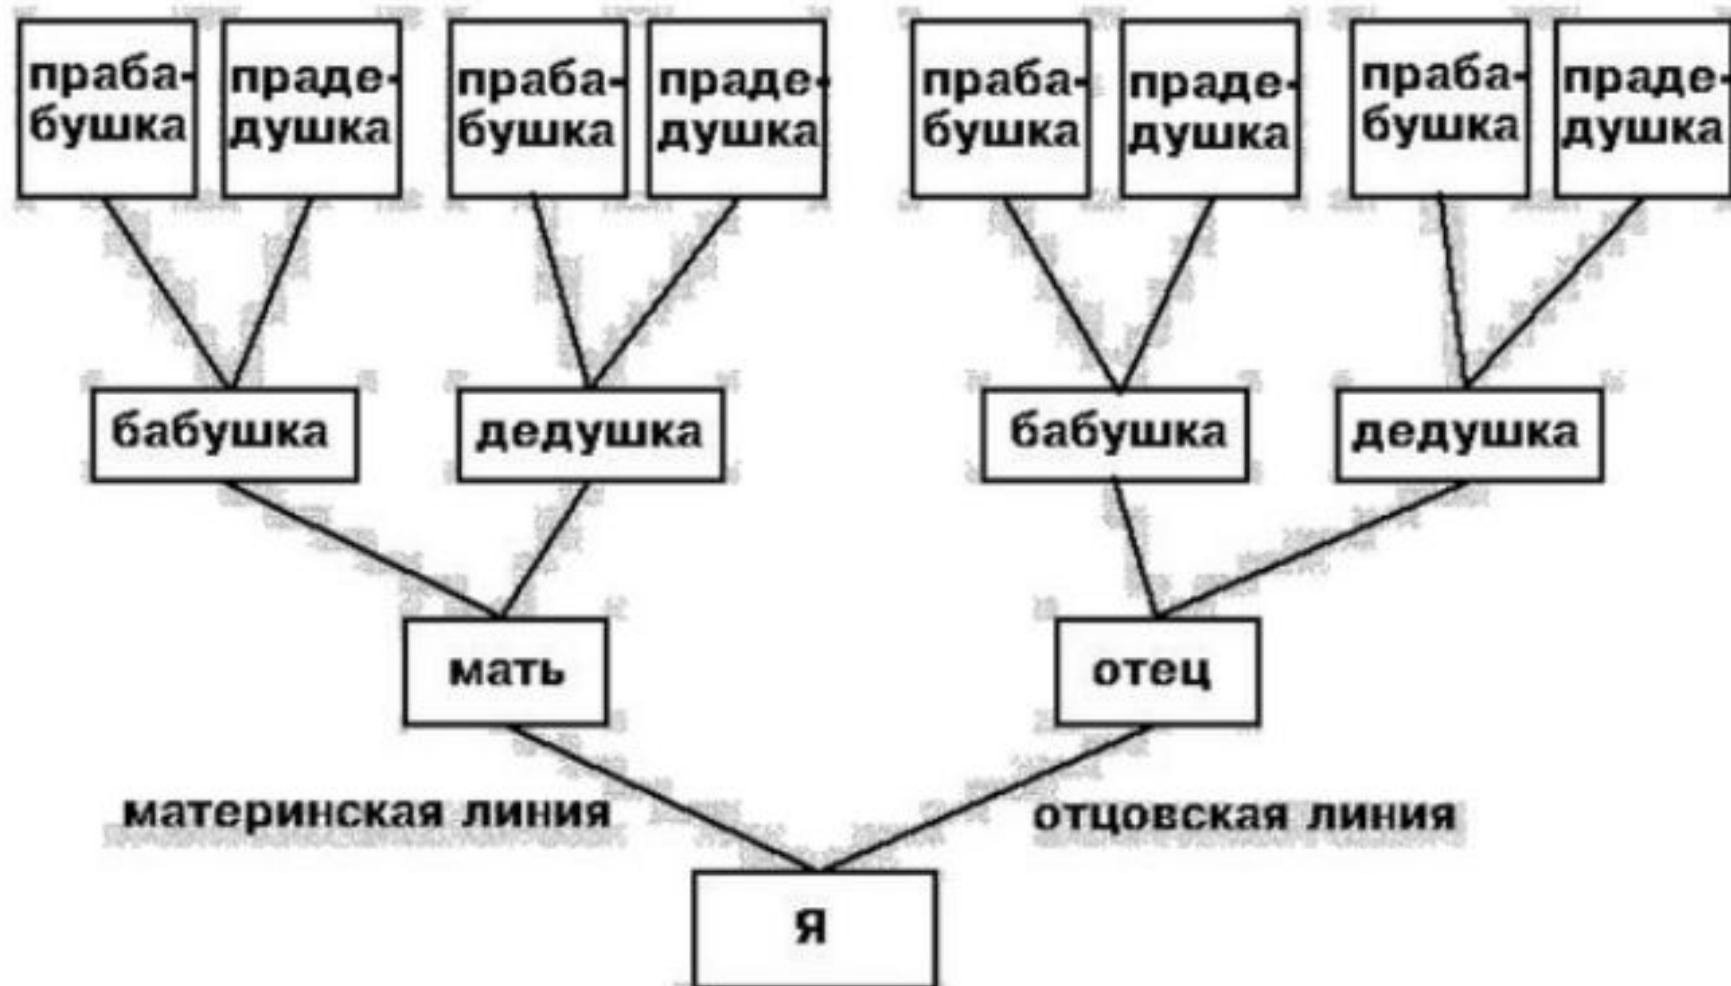 праба-
бушка
праде-
душка
праба-
бушка
праде-
душка
праба-
бушка
праде-
душка
праба-
бушка
праде-
душка
бабушка
дедушка
бабушка
дедушка
мать
отец
материнская линия
отцовская линия
Я